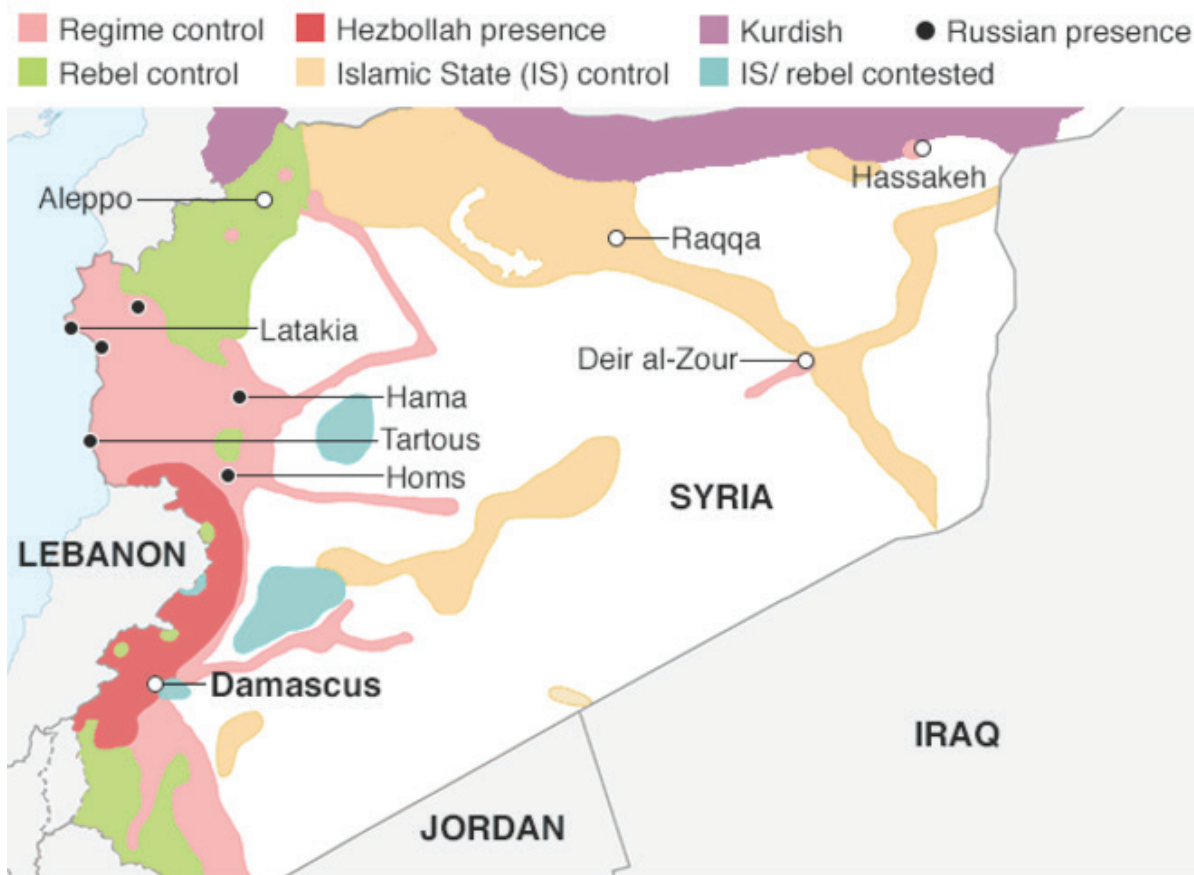 Regime control
Hezbollah presence
Kurdish
Russian presence
Rebel control
Islamic State (IS) control
IS/ rebel contested
Aleppo
Hassakeh
Raqqa
Latakia
Deir al-Zour
Hama
Tartous
Homs
SYRIA
LEBANON
Damascus
IRAQ
JORDAN